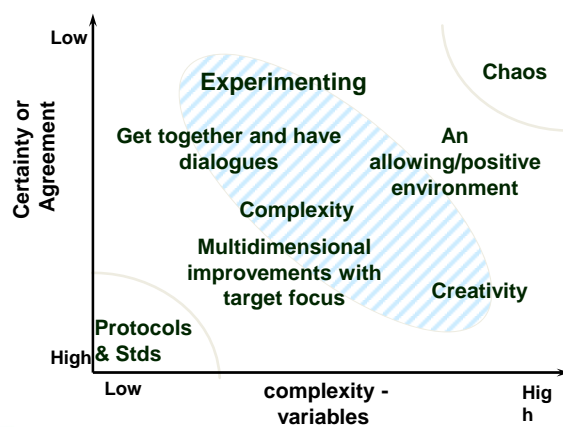 Low
Chaos
Experimenting
Get together and have
dialogues
An
allowing/positive
environment
Certainty or
Agreement
Complexity
Multidimensional
improvements with
target focus
Creativity
Protocols
& Stds
High
Low
complexity -
variables
Hig
h